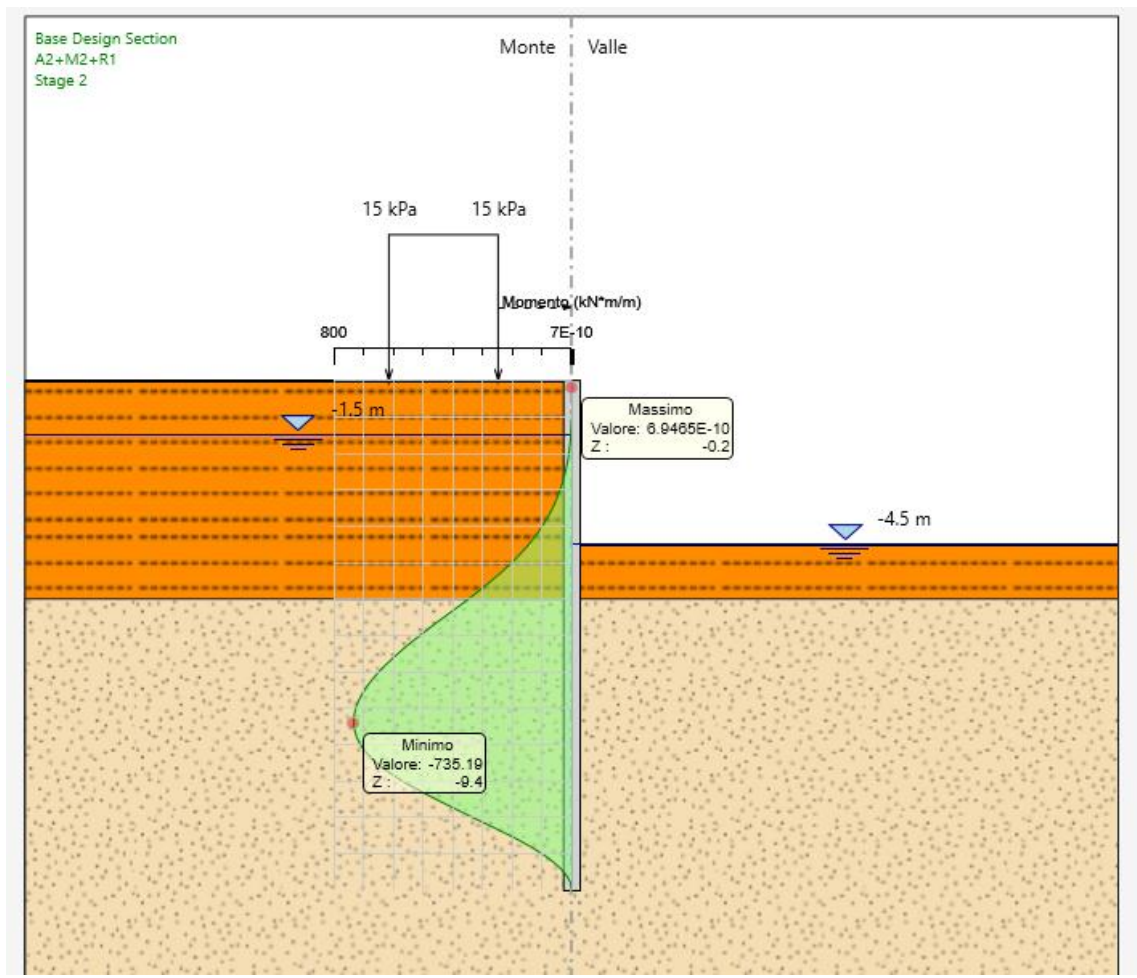 Base Design Section
A2+M2+R1
Stage 2
Monte
Valle
15 kPa
15 kPa
Momento (kN*m/m)
800
7E-10
-1.5 m
Massimo
Valore: 6.9465E-10
Z : -0.2
-4.5 m
Minimo
Valore: -735.19
Z : -9.4